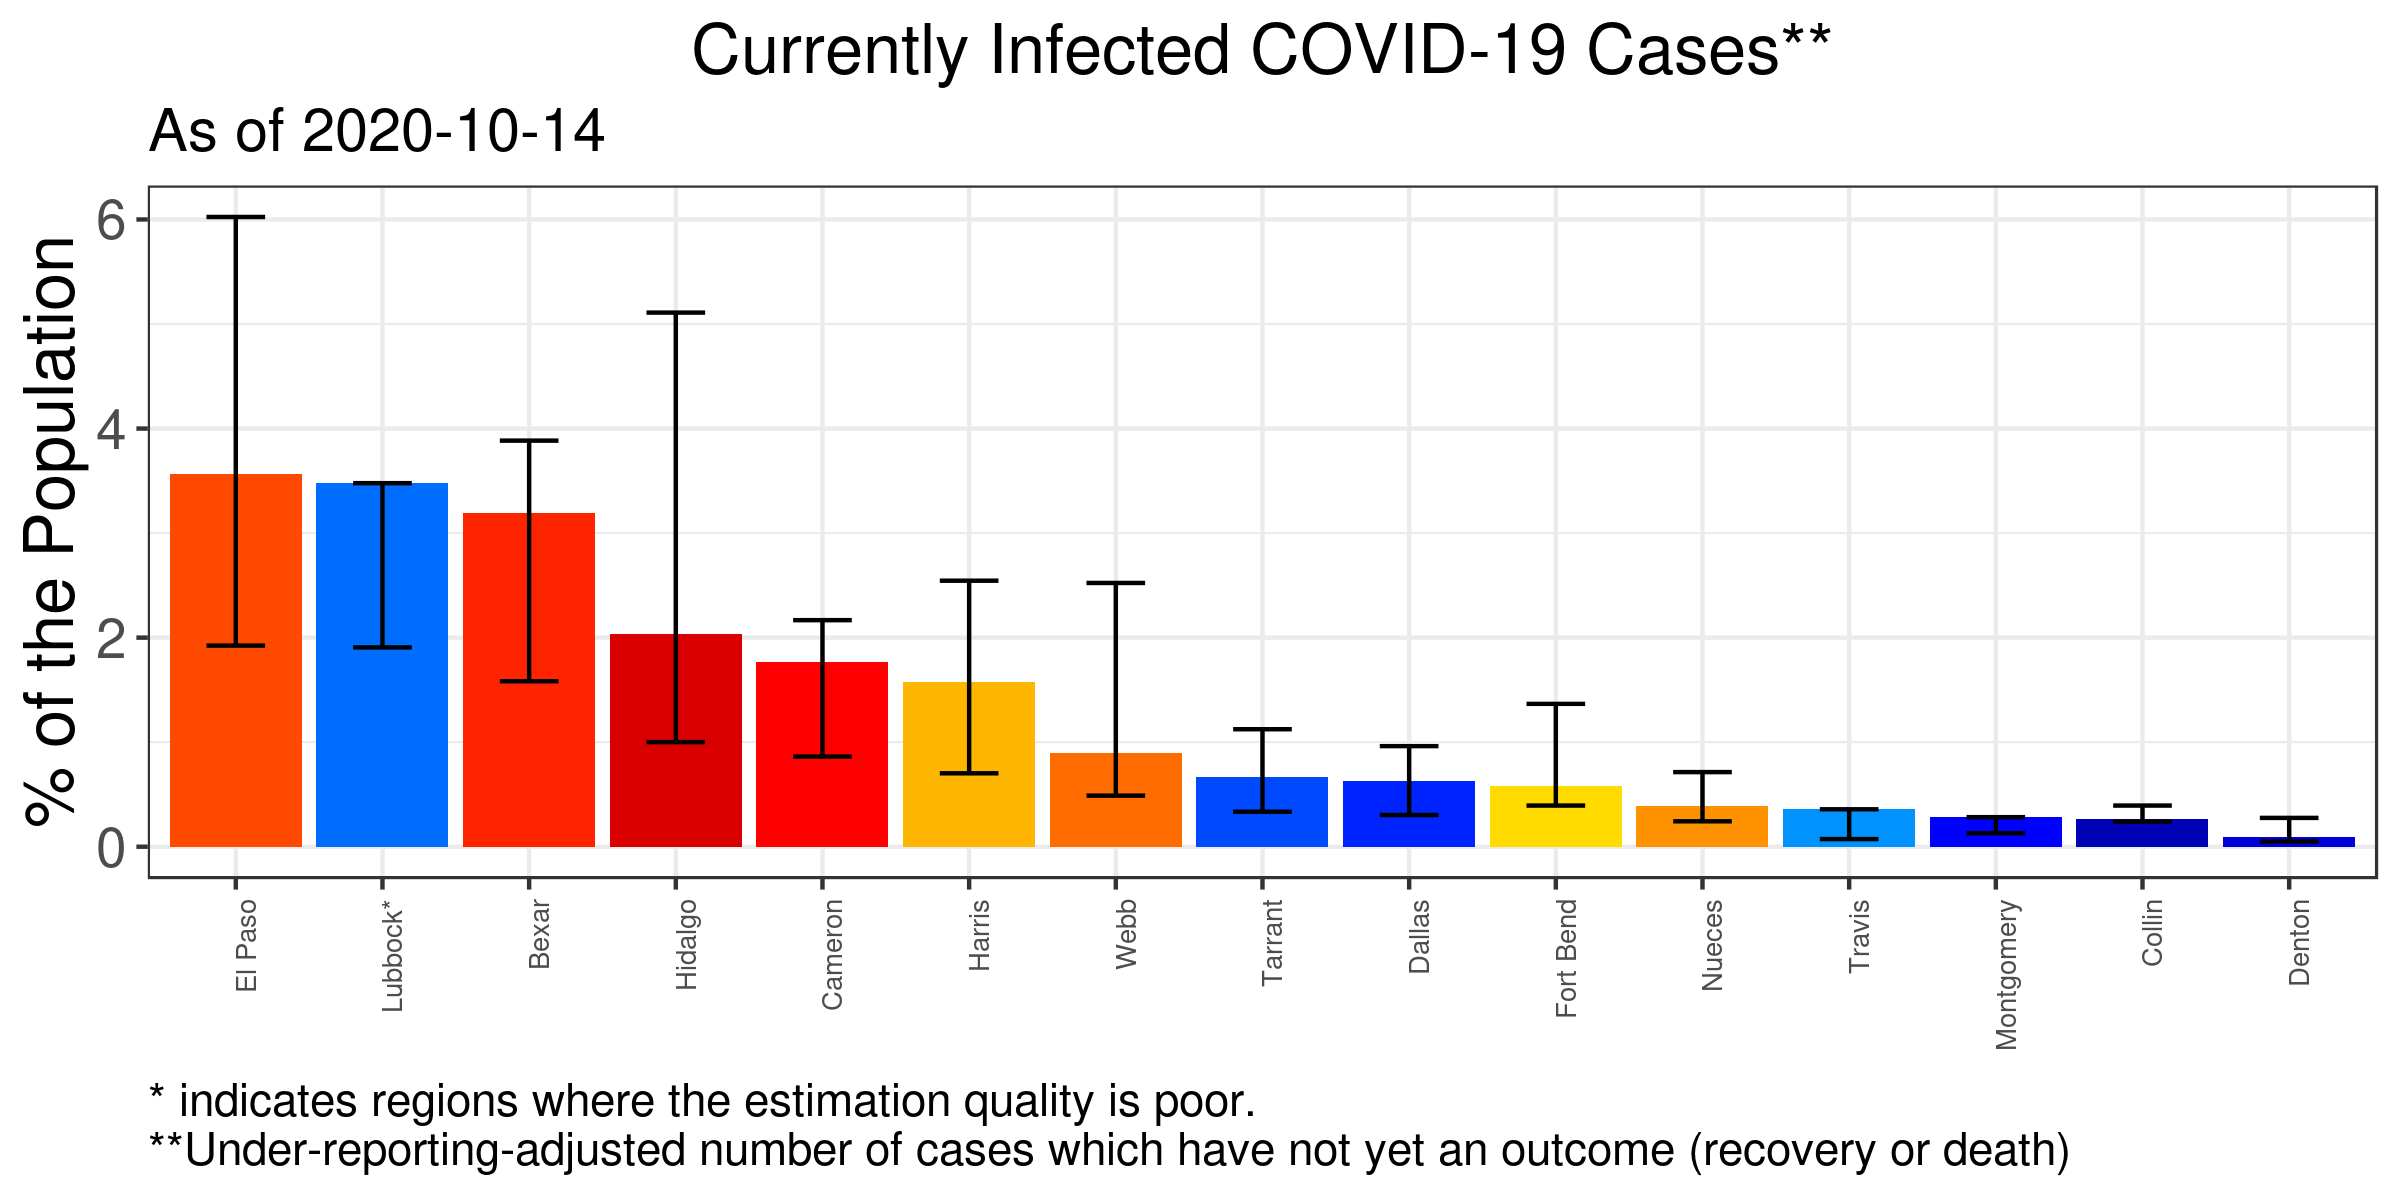 Currently Infected COVID-19 Cases**
As of 2020-10-14
% of the Population
6
4
2
0
El Paso
Lubbock*
Bexar
Hidalgo
Cameron
Harris
Webb
Tarrant
Dallas
Fort Bend
Nueces
Travis
Montgomery
Collin
Denton
* indicates regions where the estimation quality is poor.
**Under-reporting-adjusted number of cases which have not yet an outcome (recovery or death)